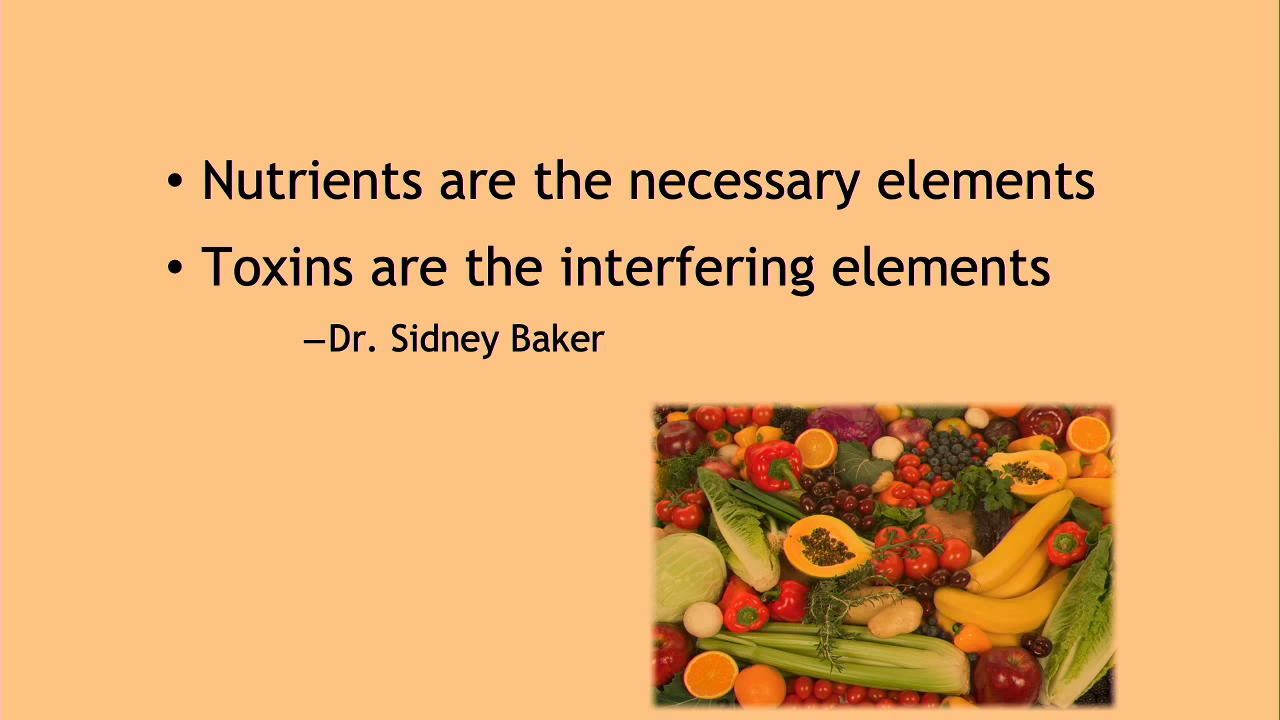 • Nutrients are the necessary elements
• Toxins are the interfering elements
–Dr. Sidney Baker